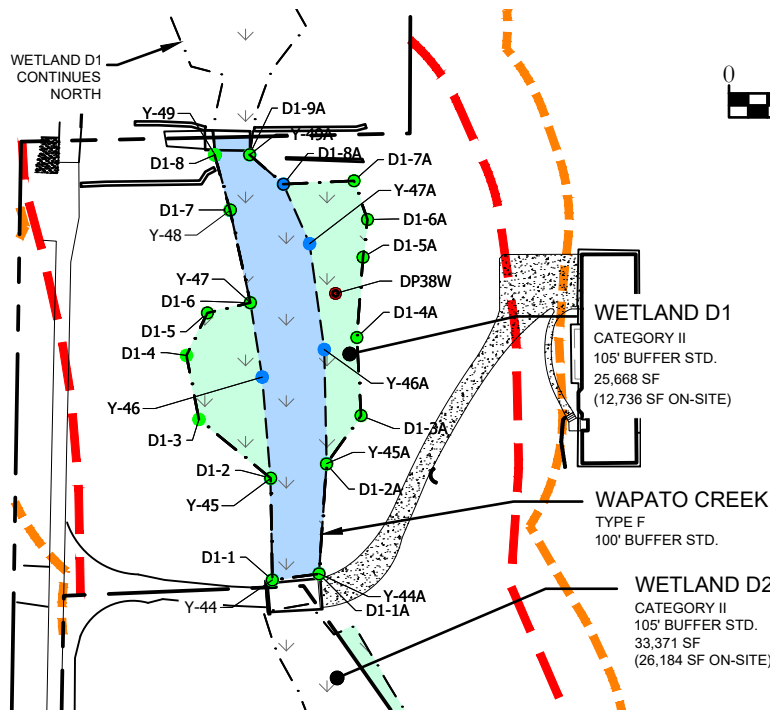 WETLAND D1
CONTINUES
NORTH
0
Y-49
D1-9A
Y-49A
D1-8
D1-8A
D1-7A
D1-7
Y-48
D1-6A
Y-47A
D1-5A
Y-47
DP38W
D1-6
D1-5
D1-4A
D1-4
Y-46A
Y-46
D1-3A
D1-3
Y-45A
D1-2
D1-2A
Y-45
D1-1
Y-44
Y-44A
D1-1A
WETLAND D1
CATEGORY II
105' BUFFER STD.
25,668 SF
(12,736 SF ON-SITE)
WAPATO CREEK
TYPE F
100' BUFFER STD.
WETLAND D2
CATEGORY II
105' BUFFER STD.
33,371 SF
(26,184 SF ON-SITE)